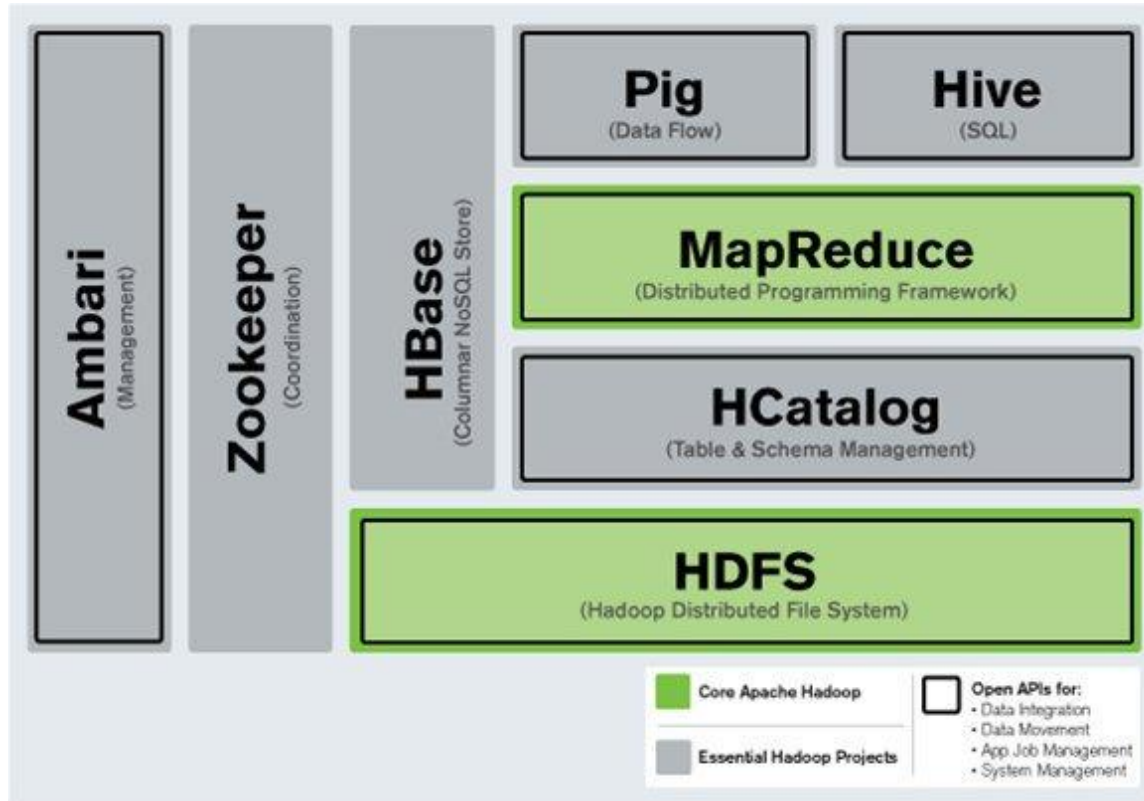 Ambari
(Management)
Zookeeper
(Coordination)
HBase
(Columnar NoSQL Store)
Pig
(Data Flow)
Hive
(SQL)
MapReduce
(Distributed Programming Framework)
HCatalog
(Table & Schema Management)
HDFS
(Hadoop Distributed File System)
Core Apache Hadoop
Essential Hadoop Projects
Open APIs for:
• Data Integration
• Data Movement
• App Job Management
• System Management